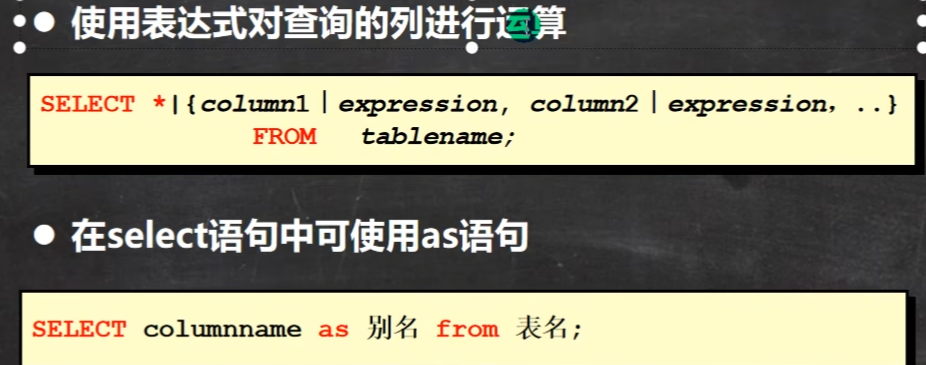 使用表达式对查询的列进行运算
SELECT *|{column1｜expression, column2｜expression，..}
FROM tablename;
在select语句中可使用as语句
SELECT columnname as 别名 from 表名;